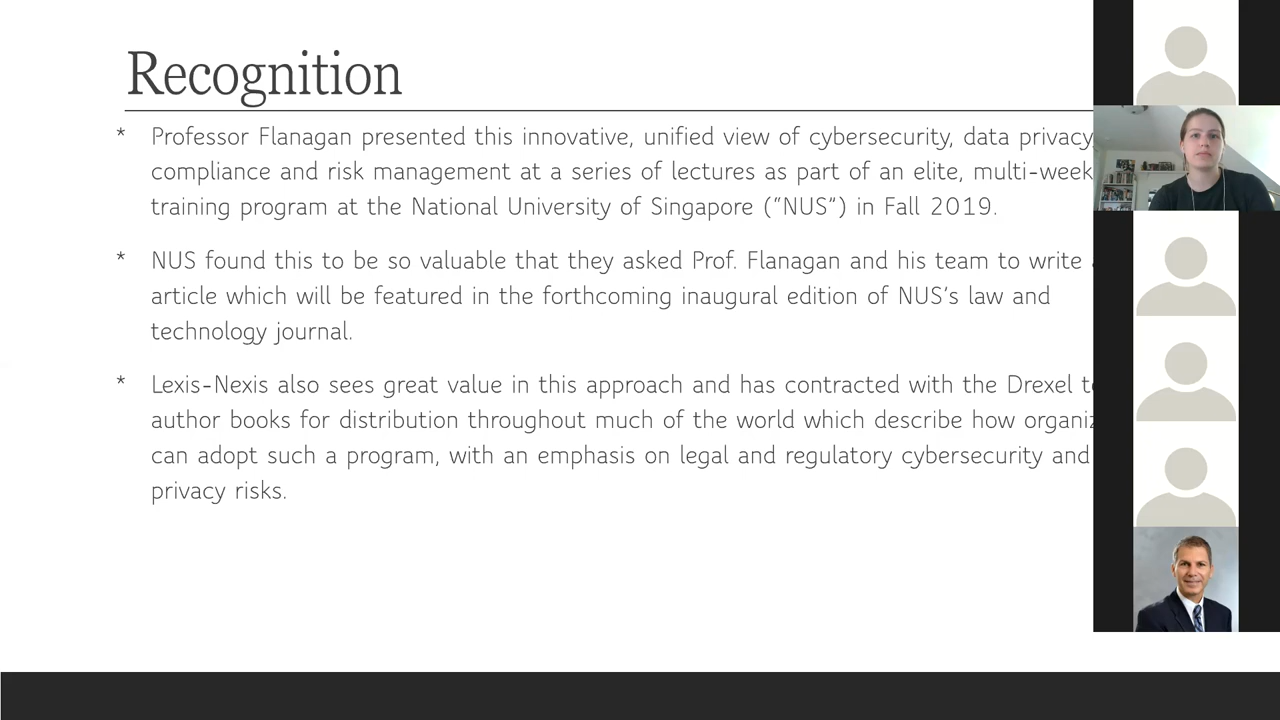 Recognition
* Professor Flanagan presented this innovative, unified view of cybersecurity, data privacy,
compliance and risk management at a series of lectures as part of an elite, multi-week
training program at the National University of Singapore (“NUS”) in Fall 2019.
* NUS found this to be so valuable that they asked Prof. Flanagan and his team to write
article which will be featured in the forthcoming inaugural edition of NUS’s law and
technology journal.
* Lexis-Nexis also sees great value in this approach and has contracted with the Drexel
author books for distribution throughout much of the world which describe how
can adopt such a program, with an emphasis on legal and regulatory cybersecurity and
privacy risks.